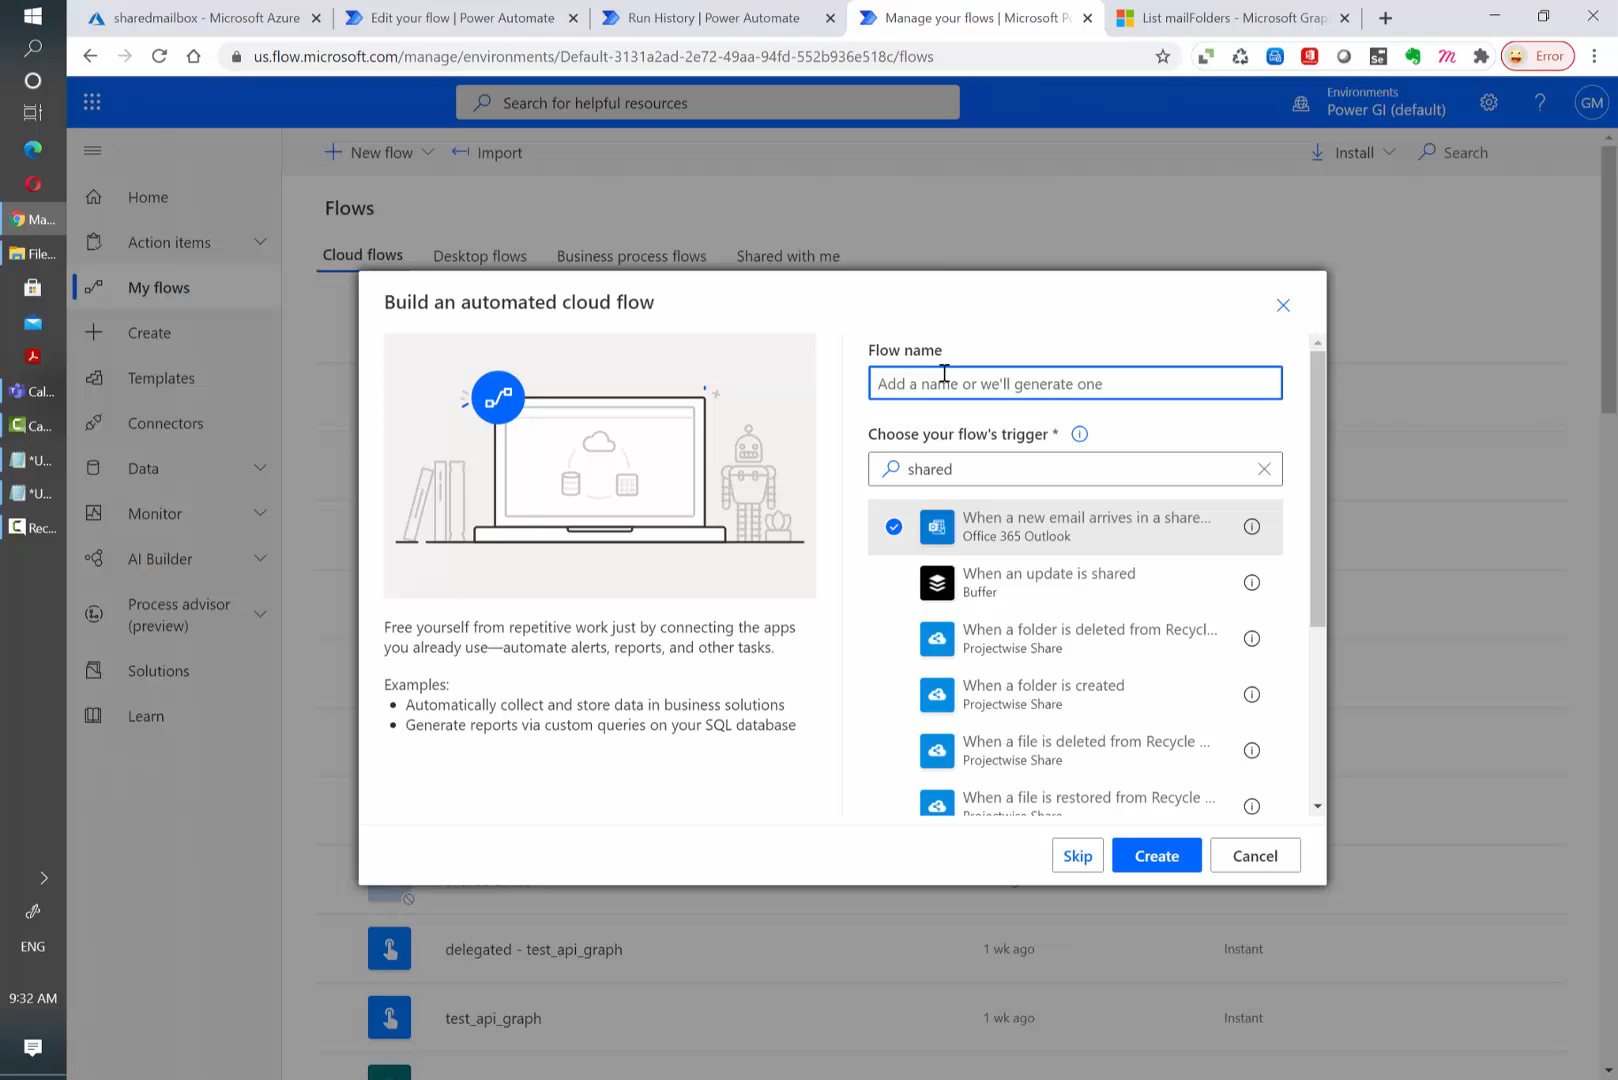 sharedmailbox - Microsoft Azure
Edit your flow | Power Automate
Run History | Power Automate
Manage your flows | Microsoft P
List mailFolders - Microsoft Grap
us.flow.microsoft.com/manage/environments/Default-3131a2ad-2e72-49aa-94fd-552b936e518c/flows
Error
Search for helpful resources
Environments
Power GI (default)
GM
New flow
Import
Install
Search
Home
Action items
My flows
Create
Templates
Connectors
Data
Monitor
AI Builder
Process advisor
(preview)
Solutions
Learn
Flows
Cloud flows
Desktop flows
Business process flows
Shared with me
Build an automated cloud flow
Free yourself from repetitive work just by connecting the apps
you already use—automate alerts, reports, and other tasks.
Examples:
• Automatically collect and store data in business solutions
• Generate reports via custom queries on your SQL database
Flow name
Add a name or we'll generate one
Choose your flow's trigger *
shared
When a new email arrives in a share...
Office 365 Outlook
When an update is shared
Buffer
When a folder is deleted from Recycl...
Projectwise Share
When a folder is created
Projectwise Share
When a file is deleted from Recycle ...
Projectwise Share
When a file is restored from Recycle ...
Projectwise Share
Skip
Create
Cancel
delegated - test_api_graph
1 wk ago
Instant
test_api_graph
1 wk ago
Instant
Ma...
File...
Cal...
Ca...
*U...
*U...
Rec...
ENG
9:32 AM